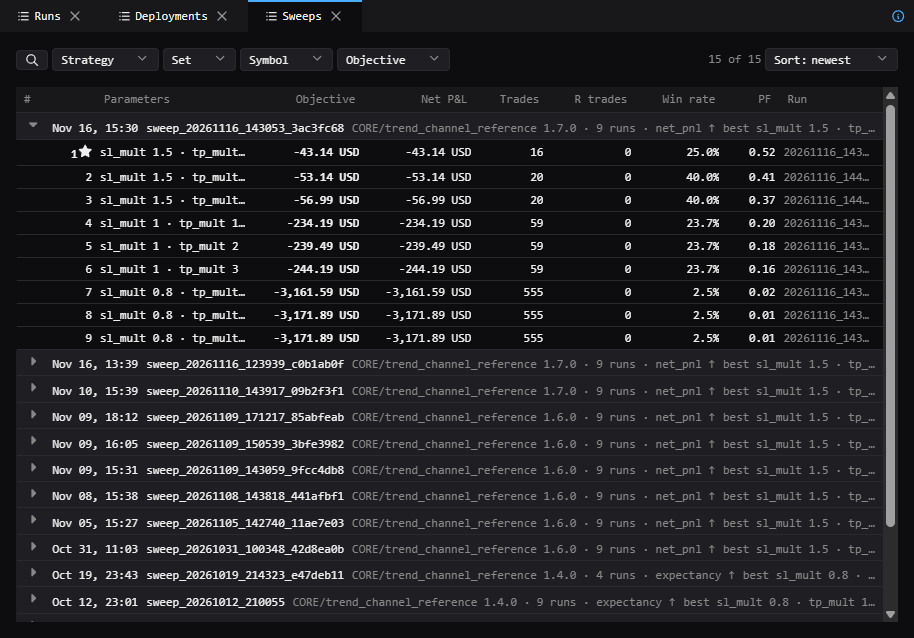 Runs Deployments Sweeps
Strategy Set Symbol Objective 15 of 15 Sort: newest
# Parameters Objective Net P&L Trades R trades Win rate PF Run
Nov 16, 15:30 sweep_20261116_143053_3ac3fc68 CORE/trend_channel_reference 1.7.0 · 9 runs · net_pnl ↑ best sl_mult 1.5 · tp_…
1★ sl_mult 1.5 · tp_mult… -43.14 USD -43.14 USD 16 0 25.0% 0.52 20261116_143…
2 sl_mult 1.5 · tp_mult… -53.14 USD -53.14 USD 20 0 40.0% 0.41 20261116_144…
3 sl_mult 1.5 · tp_mult… -56.99 USD -56.99 USD 20 0 40.0% 0.37 20261116_144…
4 sl_mult 1 · tp_mult 1… -234.19 USD -234.19 USD 59 0 23.7% 0.20 20261116_143…
5 sl_mult 1 · tp_mult 2 -239.49 USD -239.49 USD 59 0 23.7% 0.18 20261116_143…
6 sl_mult 1 · tp_mult 3 -244.19 USD -244.19 USD 59 0 23.7% 0.16 20261116_143…
7 sl_mult 0.8 · tp_mult… -3,161.59 USD -3,161.59 USD 555 0 2.5% 0.02 20261116_143…
8 sl_mult 0.8 · tp_mult… -3,171.89 USD -3,171.89 USD 555 0 2.5% 0.01 20261116_143…
9 sl_mult 0.8 · tp_mult… -3,171.89 USD -3,171.89 USD 555 0 2.5% 0.01 20261116_143…
Nov 16, 13:39 sweep_20261116_123939_c0b1ab0f CORE/trend_channel_reference 1.7.0 · 9 runs · net_pnl ↑ best sl_mult 1.5 · tp_…
Nov 10, 15:39 sweep_20261110_143917_09b2f3f1 CORE/trend_channel_reference 1.7.0 · 9 runs · net_pnl ↑ best sl_mult 1.5 · tp_…
Nov 09, 18:12 sweep_20261109_171217_85abfeab CORE/trend_channel_reference 1.6.0 · 9 runs · net_pnl ↑ best sl_mult 1.5 · tp_…
Nov 09, 16:05 sweep_20261109_150539_3bfe3982 CORE/trend_channel_reference 1.6.0 · 9 runs · net_pnl ↑ best sl_mult 1.5 · tp_…
Nov 09, 15:31 sweep_20261109_143059_9fcc4db8 CORE/trend_channel_reference 1.6.0 · 9 runs · net_pnl ↑ best sl_mult 1.5 · tp_…
Nov 08, 15:38 sweep_20261108_143818_441afbf1 CORE/trend_channel_reference 1.6.0 · 9 runs · net_pnl ↑ best sl_mult 1.5 · tp_…
Nov 05, 15:27 sweep_20261105_142740_11ae7e03 CORE/trend_channel_reference 1.6.0 · 9 runs · net_pnl ↑ best sl_mult 1.5 · tp_…
Oct 31, 11:03 sweep_20261031_100348_42d8ea0b CORE/trend_channel_reference 1.6.0 · 9 runs · net_pnl ↑ best sl_mult 1.5 · tp_…
Oct 19, 23:43 sweep_20261019_214323_e47deb11 CORE/trend_channel_reference 1.4.0 · 4 runs · expectancy ↑ best sl_mult 0.8 · …
Oct 12, 23:01 sweep_20261012_210055 CORE/trend_channel_reference 1.4.0 · 9 runs · expectancy ↑ best sl_mult 0.8 · tp_mult 1…